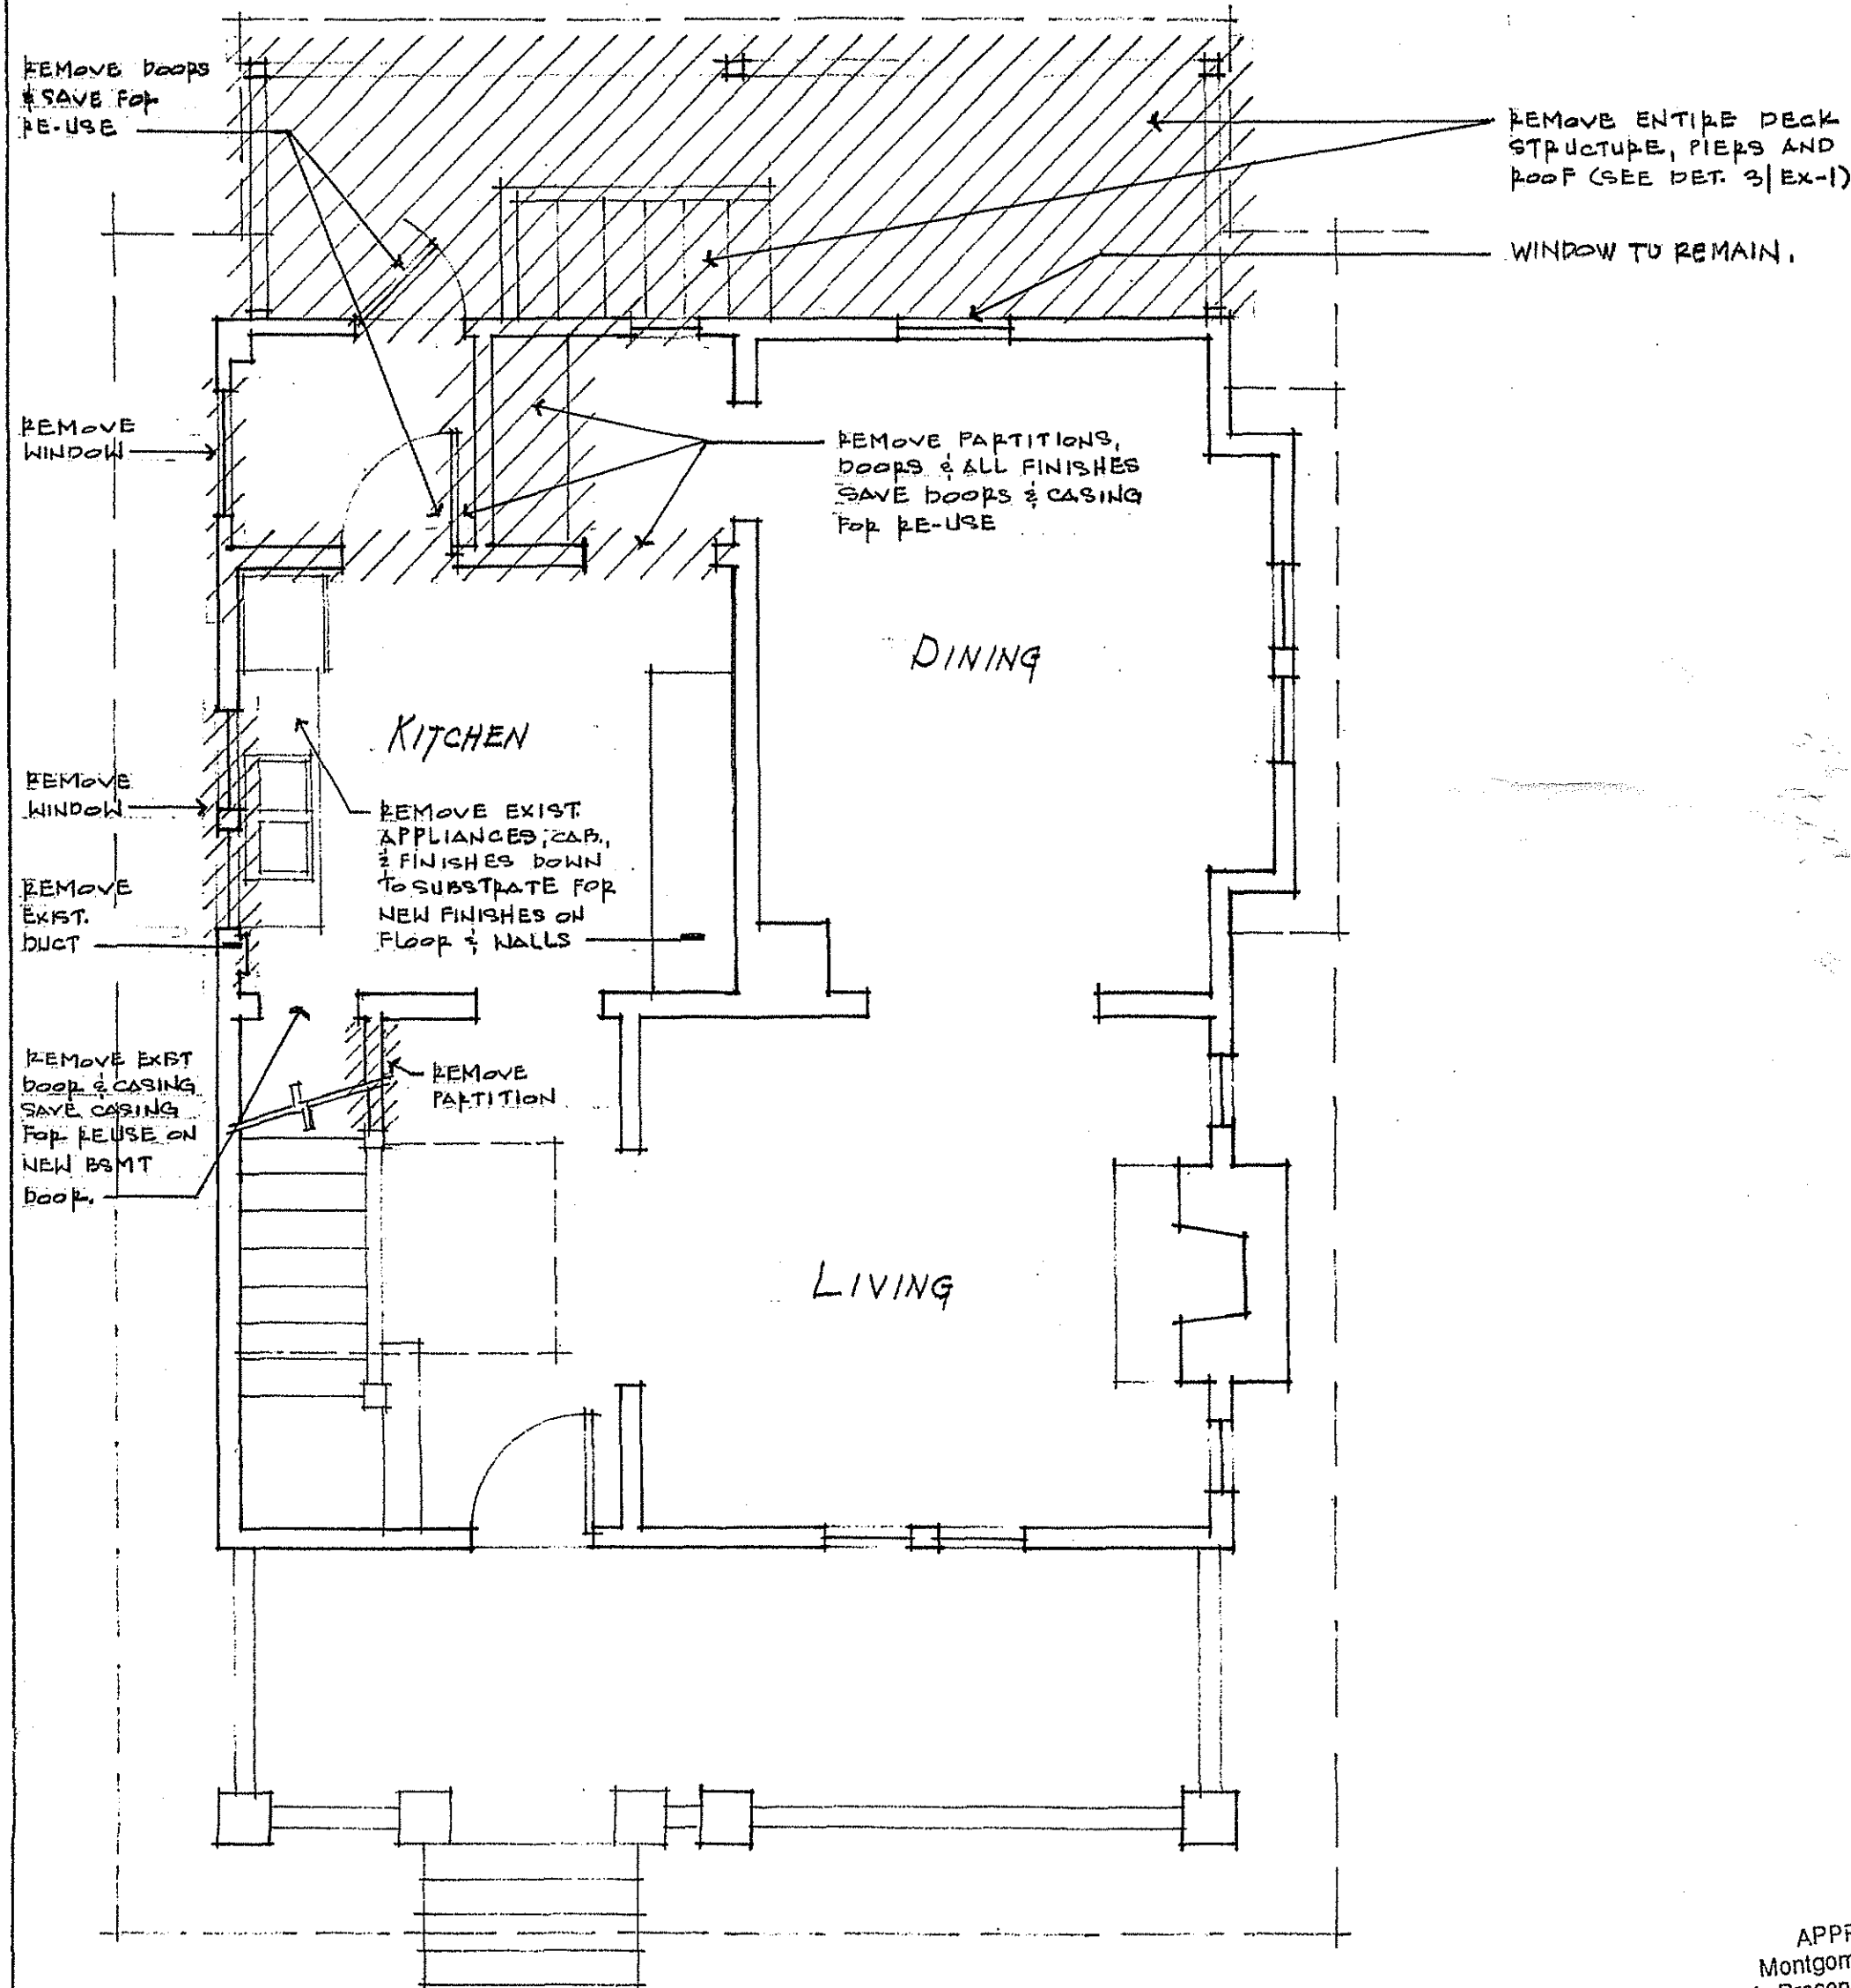 REMOVE DOORS
& SAVE FOR
RE-USE
REMOVE ENTIRE DECK
STRUCTURE, PIERS AND
ROOF (SEE DET. 3/EX-1)
WINDOW TO REMAIN.
REMOVE
WINDOW
REMOVE PARTITIONS,
DOORS & ALL FINISHES
SAVE DOORS & CASING
FOR RE-USE
DINING
KITCHEN
REMOVE
WINDOW
REMOVE EXIST.
APPLIANCES, CAB.,
& FINISHES DOWN
TO SUBSTRATE FOR
NEW FINISHES ON
FLOOR & WALLS
REMOVE
EXIST.
DUCT
REMOVE EXIST
DOOR & CASING
SAVE CASING
FOR REUSE ON
NEW BSMT
DOOR.
REMOVE
PARTITION
LIVING
APPR
Montgom